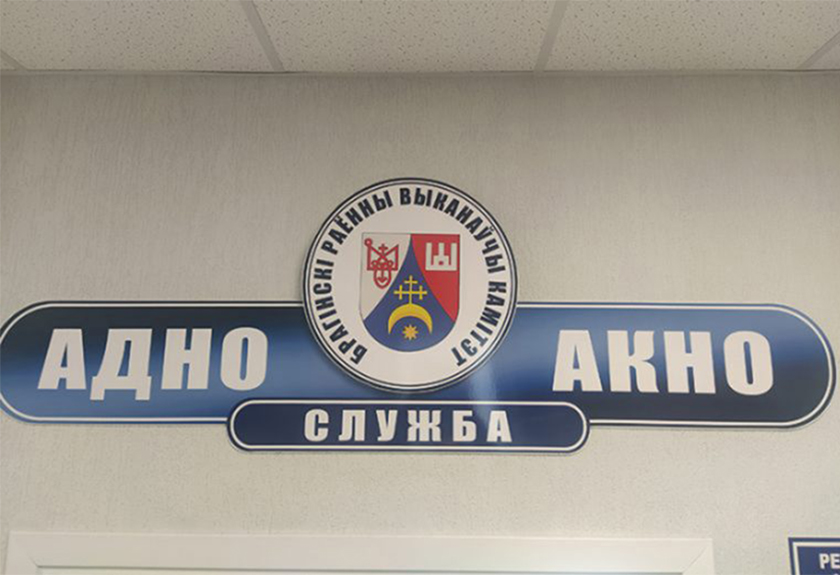 БРАГІНСКІ РАЁННЫ ВЫКАНАЎЧЫ КАМІТЭТ
АДНО АКНО
СЛУЖБА